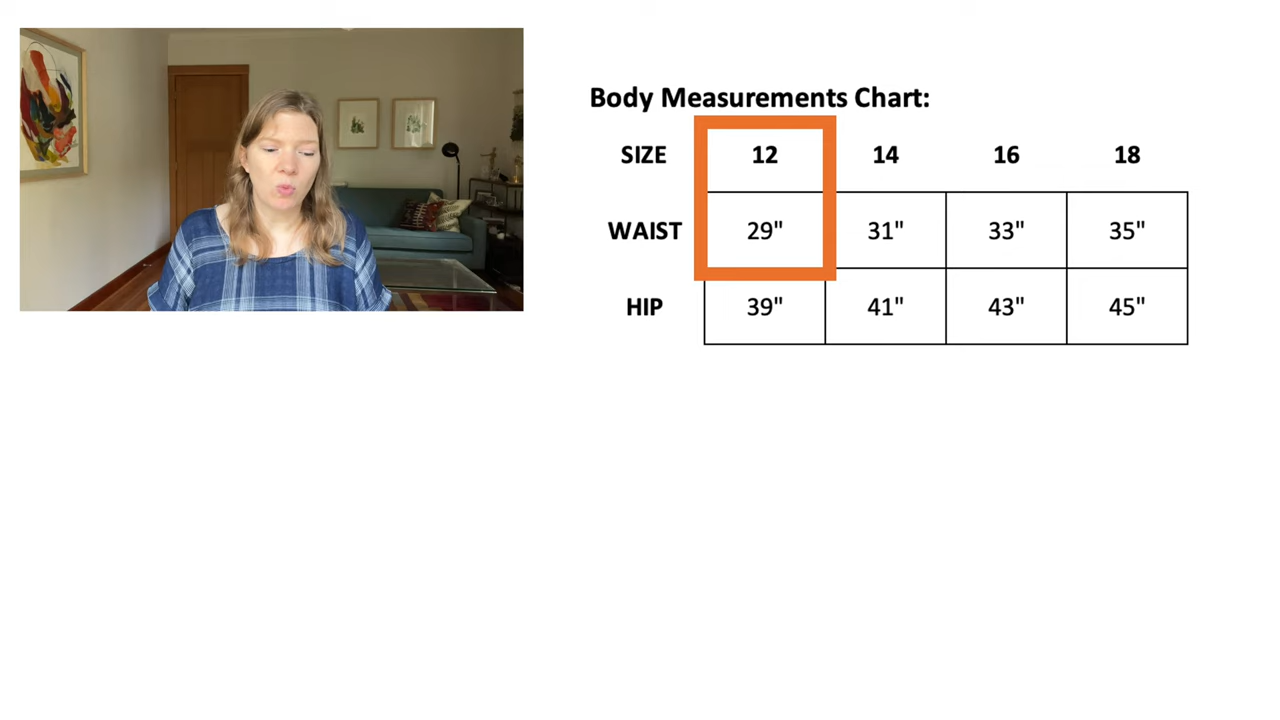 Body Measurements Chart:
SIZE 12 14 16 18
WAIST 29" 31" 33" 35"
HIP 39" 41" 43" 45"